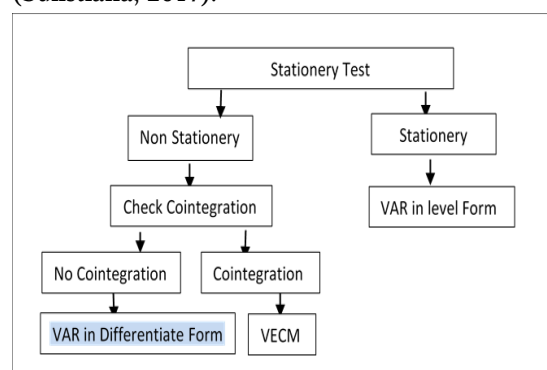 Stationery Test
Non Stationery
Stationery
Check Cointegration
VAR in level Form
No Cointegration
Cointegration
VAR in Differentiate Form
VECM